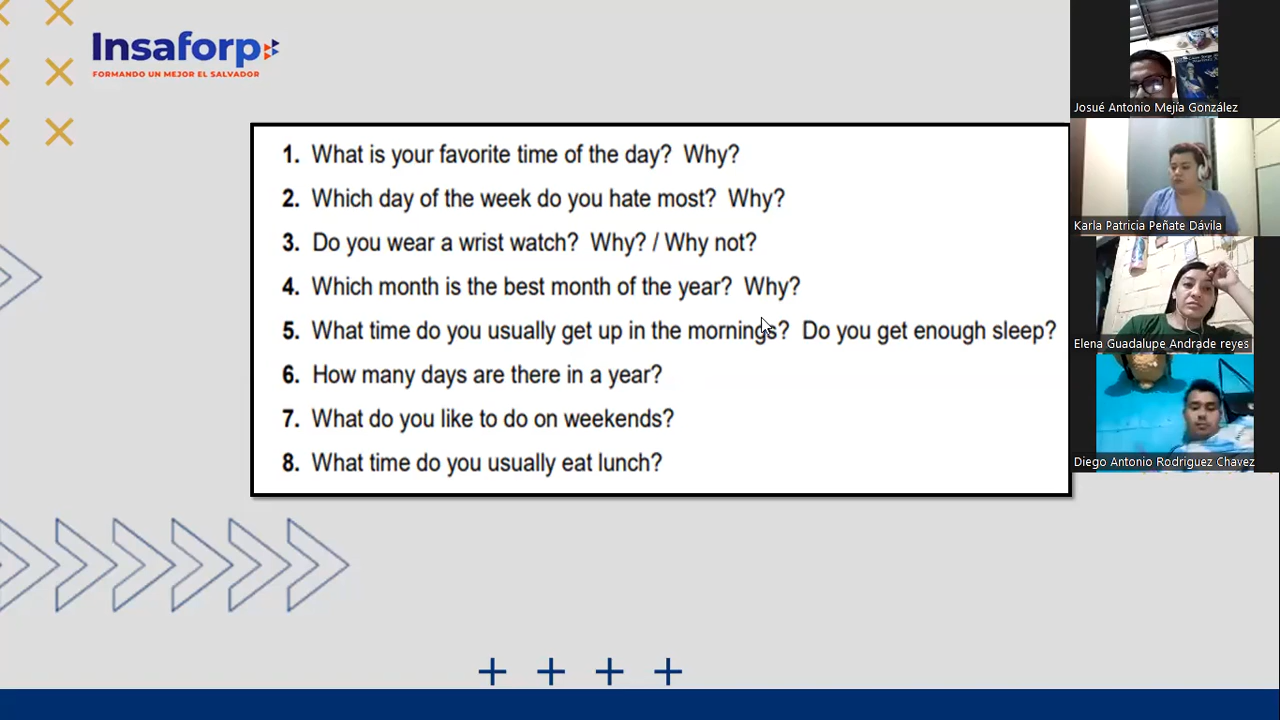 Insaforp
FORMANDO UN MEJOR EL SALVADOR
1. What is your favorite time of the day? Why?
2. Which day of the week do you hate most? Why?
3. Do you wear a wrist watch? Why? / Why not?
4. Which month is the best month of the year? Why?
5. What time do you usually get up in the mornings? Do you get enough sleep?
6. How many days are there in a year?
7. What do you like to do on weekends?
8. What time do you usually eat lunch?
Josué Antonio Mejía González
Karla Patricia Peñate Dávila
Elena Guadalupe Andrade reyes
Diego Antonio Rodriguez Chavez